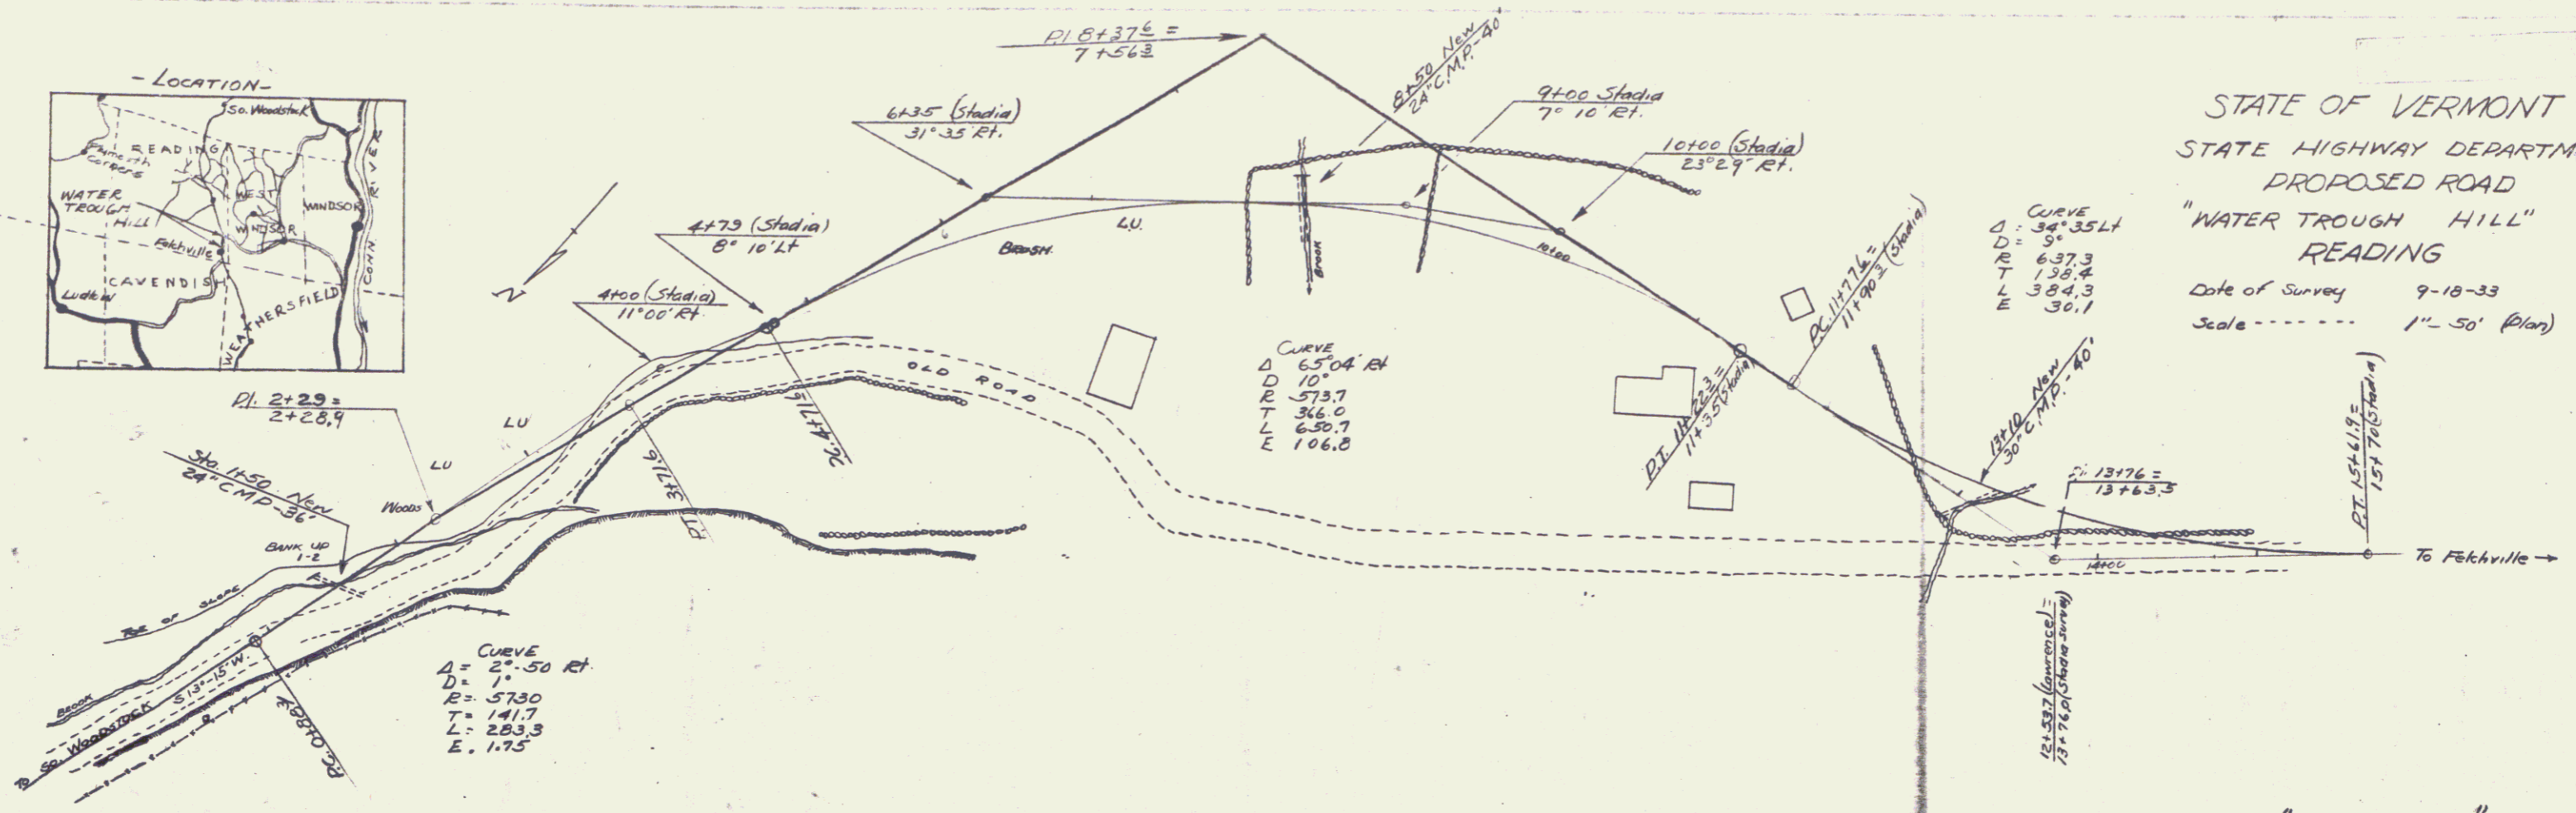 - LOCATION -
So. Woodstock
READING
Plymouth
Corners
WATER
TROUGH
HILL
WEST
WINDSOR
WINDSOR
Felchville
CAVENDISH
Ludlow
WEATHERSFIELD
CONN. RIVER
P.I. 8+37.6 =
7+56.3
8+50 New
24" C.M.P.-40'
6+35 (Stadia)
31° 35' Rt.
9+00 Stadia
7° 10' Rt.
10+00 (Stadia)
23° 29' Rt.
4+79 (Stadia)
8° 10' Lt
4+00 (Stadia)
11° 00' Rt.
N
BRUSH
L.U.
BROOK
10+00
P.I. 2+29 =
2+28.9
LU
LU
WOODS
Sta. 1+50 New
24" C M P - 36'
BANK UP
1-2
TOP OF SLOPE
BROOK
S 13°-15' W.
TO SO. WOODSTOCK
P.C. 0+86.7
P.I. 3+71.6
P.C. 4+71.6
OLD ROAD
CURVE
Δ = 2°-50 Rt.
D = 1°
R = 5730
T = 141.7
L = 283.3
E. 1.75
CURVE
Δ 65°04' Rt
D 10°
R 573.7
T 366.0
L 650.7
E 106.8
P.T. 11+22.3 =
11+35 (Stadia)
P.C. 11+77.6 =
11+90.3 (Stadia)
CURVE
Δ = 34°35 Lt
D = 9°
R 637.3
T 198.4
L 384.3
E 30.1
13+10 New
30" C.M.P. - 40'
P.I. 13+76 =
13+63.5
14+00
P.T. 15+61.9 =
15+70 (Stadia)
To Felchville
12+53.7 (Lawrence) =
13+76.0 (Stadia survey)
STATE OF VERMONT
STATE HIGHWAY DEPARTM
PROPOSED ROAD
"WATER TROUGH HILL"
READING
Date of Survey 9-18-33
Scale ------- 1"- 50' (Plan)